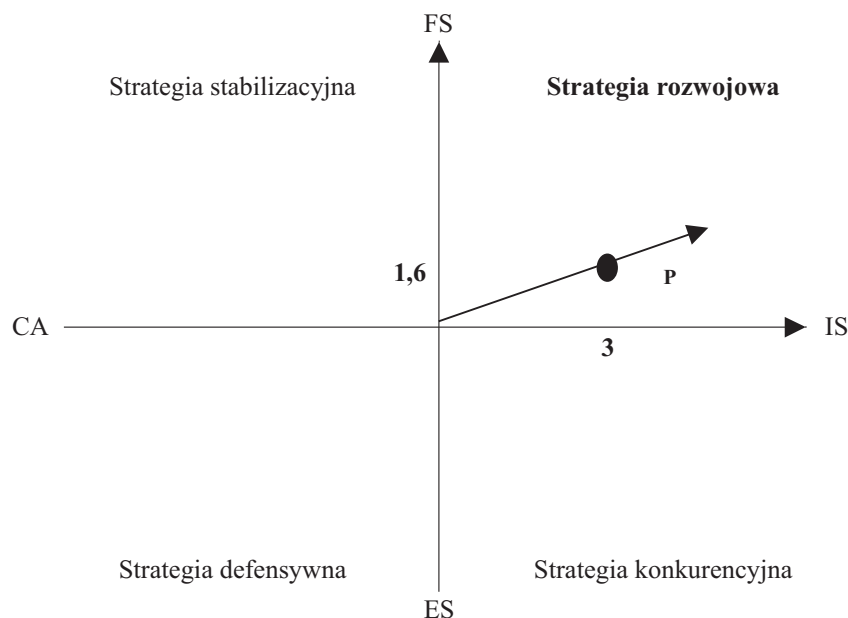 FS
Strategia stabilizacyjna
Strategia rozwojowa
1,6
P
CA
IS
3
Strategia defensywna
Strategia konkurencyjna
ES